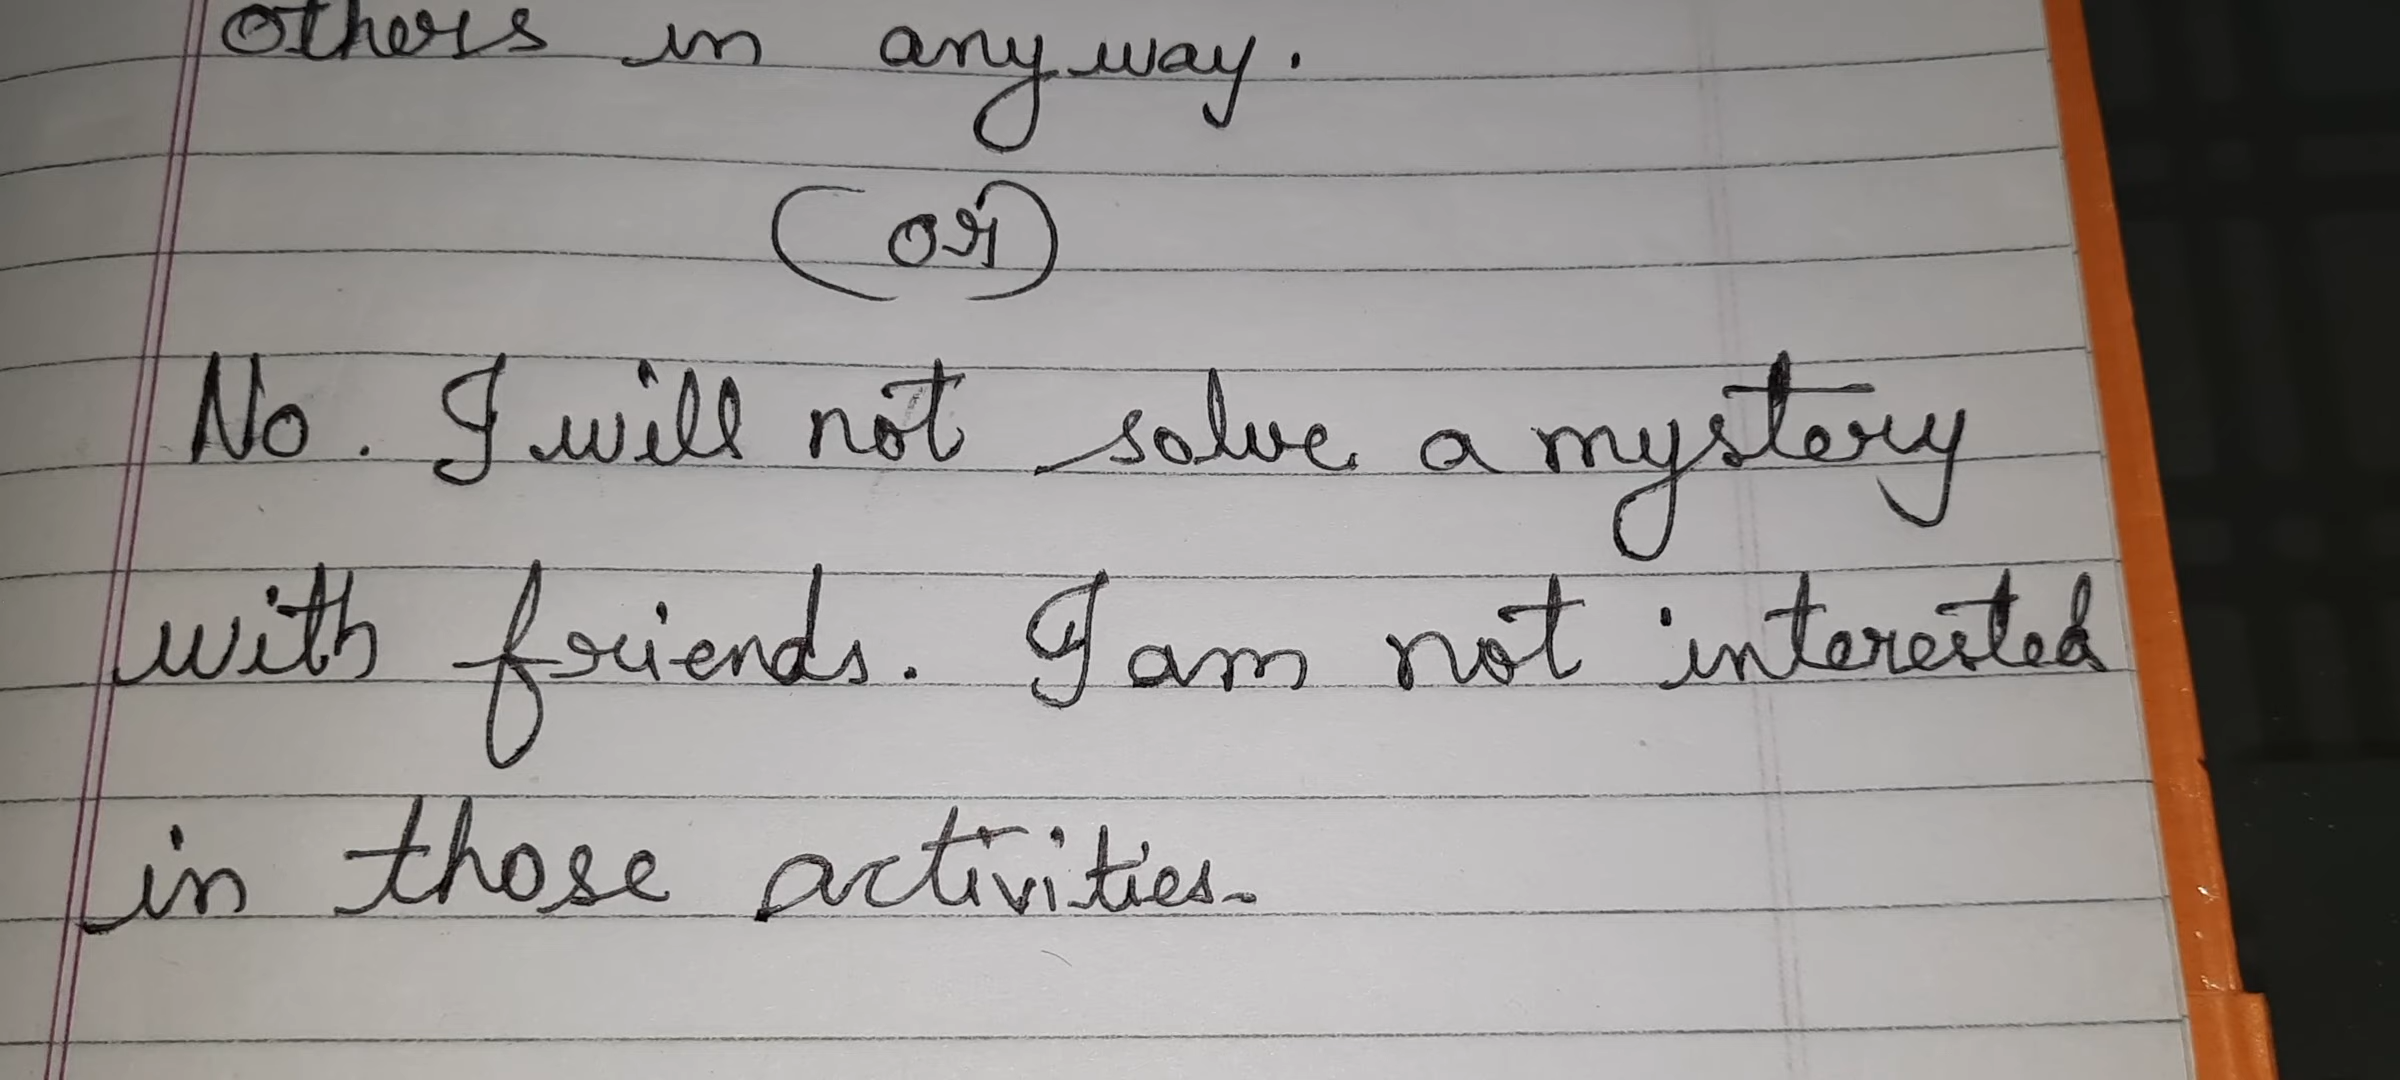 others in any way.
(or)
No. I will not solve a mystery
with friends. I am not interested
in those activities.